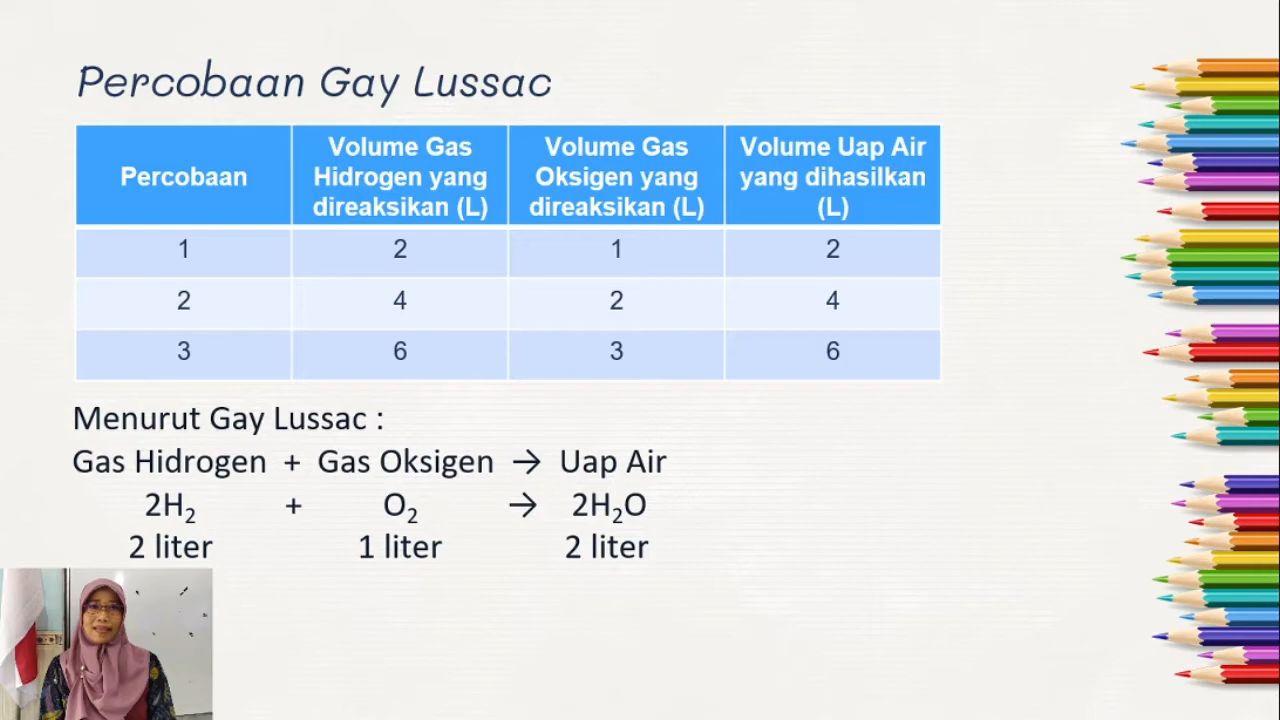 Percobaan Gay Lussac
Percobaan
Volume Gas
Hidrogen yang
direaksikan (L)
Volume Gas
Oksigen yang
direaksikan (L)
Volume Uap Air
yang dihasilkan
(L)
1 2 1 2
2 4 2 4
3 6 3 6
Menurut Gay Lussac :
Gas Hidrogen + Gas Oksigen → Uap Air
2H₂ + O₂ → 2H₂O
2 liter 1 liter 2 liter